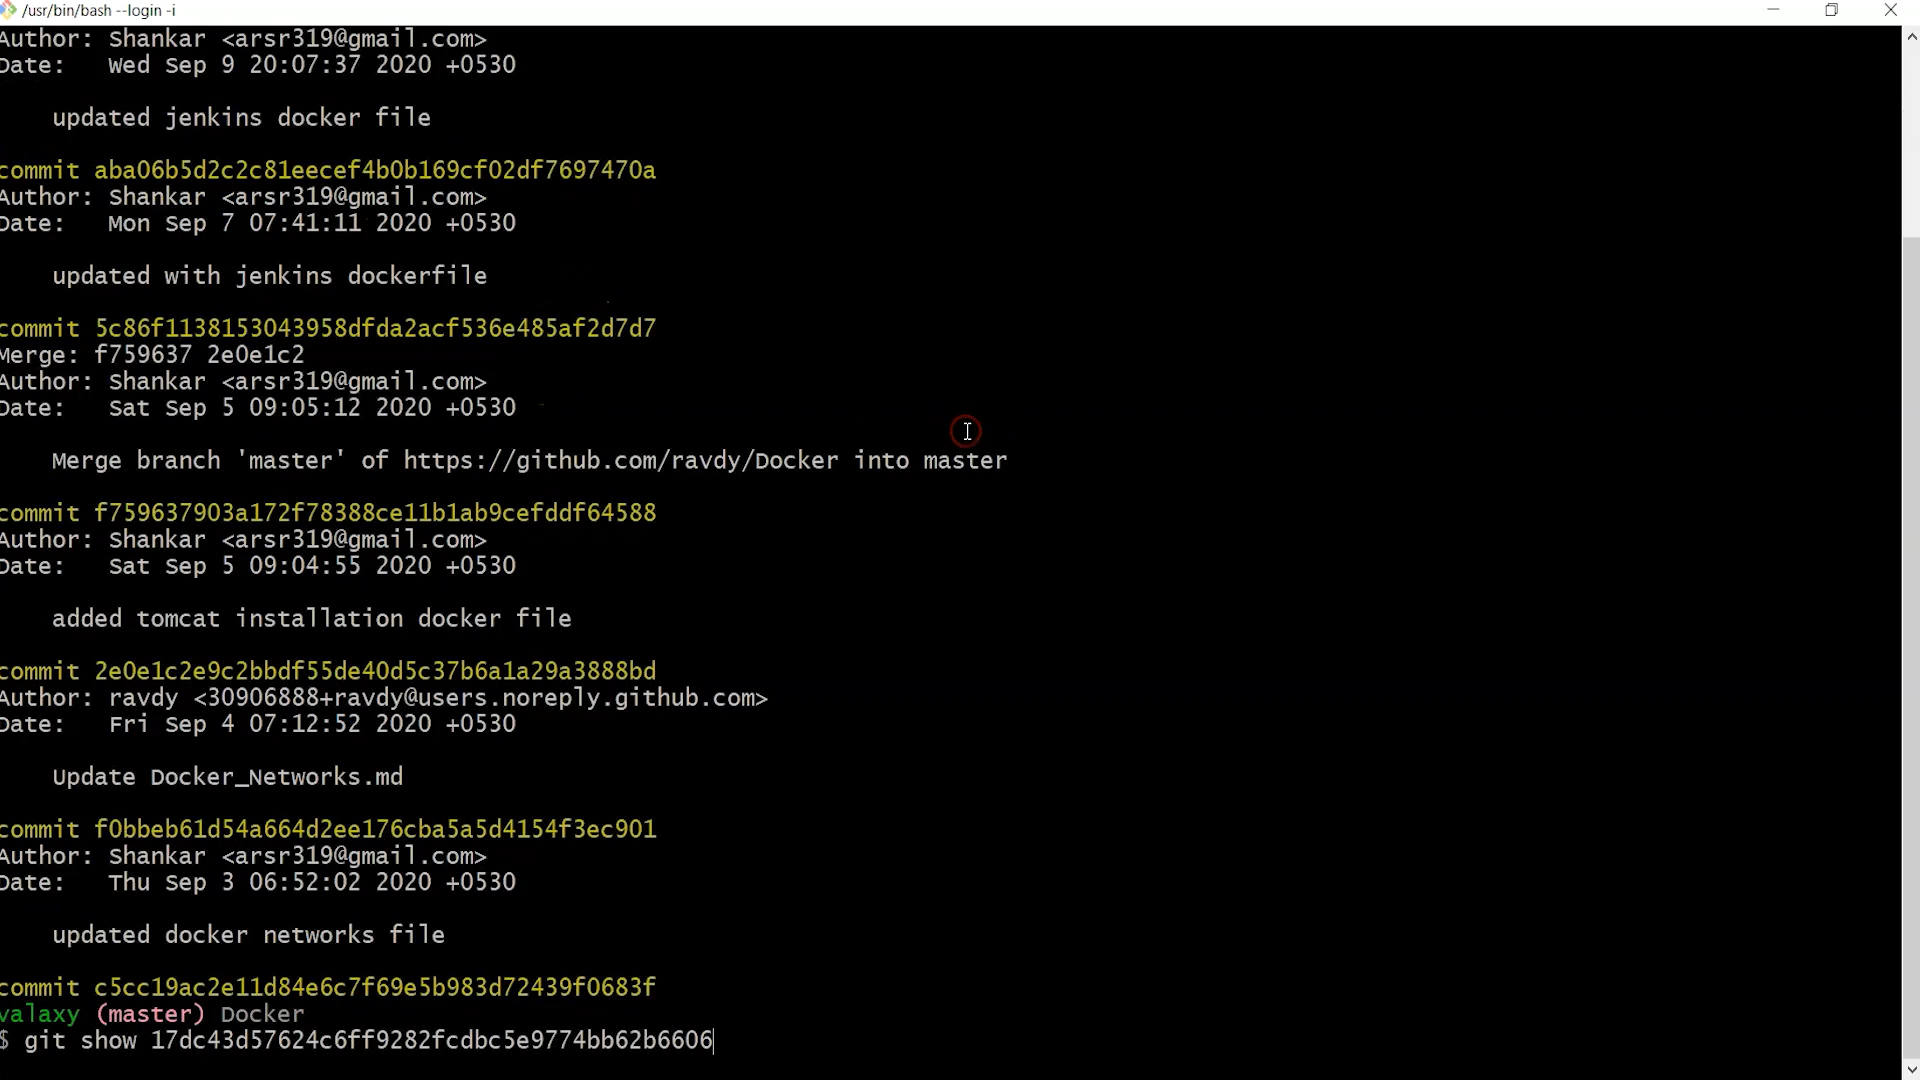 /usr/bin/bash --login -i
Author: Shankar <arsr319@gmail.com>
Date:   Wed Sep 9 20:07:37 2020 +0530
updated jenkins docker file
commit aba06b5d2c2c81eecef4b0b169cf02df7697470a
Author: Shankar <arsr319@gmail.com>
Date:   Mon Sep 7 07:41:11 2020 +0530
updated with jenkins dockerfile
commit 5c86f1138153043958dfda2acf536e485af2d7d7
Merge: f759637 2e0e1c2
Author: Shankar <arsr319@gmail.com>
Date:   Sat Sep 5 09:05:12 2020 +0530
Merge branch 'master' of https://github.com/ravdy/Docker into master
commit f759637903a172f78388ce11b1ab9cefddf64588
Author: Shankar <arsr319@gmail.com>
Date:   Sat Sep 5 09:04:55 2020 +0530
added tomcat installation docker file
commit 2e0e1c2e9c2bbdf55de40d5c37b6a1a29a3888bd
Author: ravdy <30906888+ravdy@users.noreply.github.com>
Date:   Fri Sep 4 07:12:52 2020 +0530
Update Docker_Networks.md
commit f0bbeb61d54a664d2ee176cba5a5d4154f3ec901
Author: Shankar <arsr319@gmail.com>
Date:   Thu Sep 3 06:52:02 2020 +0530
updated docker networks file
commit c5cc19ac2e11d84e6c7f69e5b983d72439f0683f
valaxy (master) Docker
$ git show 17dc43d57624c6ff9282fcdbc5e9774bb62b6606